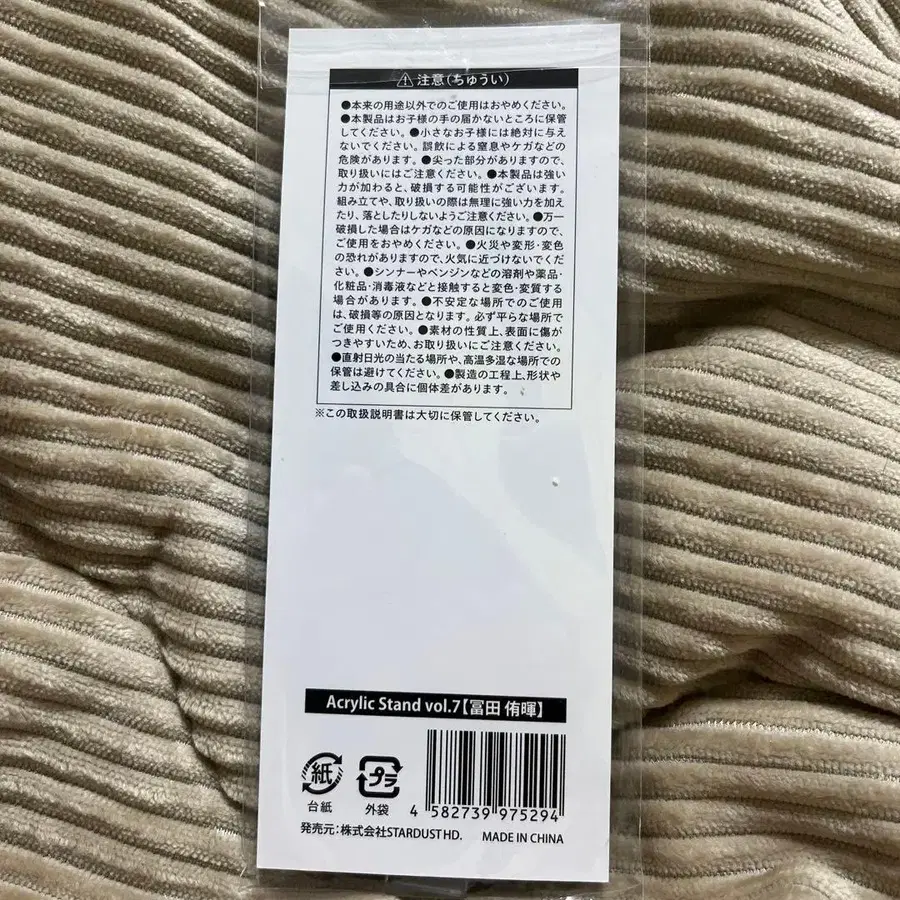 ⚠ 注意(ちゅうい)
●本来の用途以外でのご使用はおやめください。
●本製品はお子様の手の届かないところに保管
してください。●小さなお子様には絶対に与え
ないでください。誤飲による窒息やケガなどの
危険があります。●尖った部分がありますので、
取り扱いにはご注意ください。●本製品は強い
力が加わると、破損する可能性がございます。
組み立てや、取り扱いの際は無理に強い力を加え
たり、落としたりしないようご注意ください。●万一
破損した場合はケガなどの原因になりますので、
ご使用をおやめください。●火災や変形・変色
の恐れがありますので、火気に近づけないでくだ
さい。●シンナーやベンジンなどの溶剤や薬品・
化粧品・消毒液などと接触すると変色・変質する
場合があります。●不安定な場所でのご使用
は、破損等の原因となります。必ず平らな場所で
ご使用ください。●素材の性質上、表面に傷が
つきやすいため、お取り扱いにご注意ください。
●直射日光の当たる場所や、高温多湿な場所での
保管は避けてください。●製造の工程上、形状や
差し込みの具合に個体差があります。
※この取扱説明書は大切に保管してください。
Acrylic Stand vol.7【冨田 侑暉】
紙 プラ
台紙 外袋 4 582739 975294
発売元:株式会社STARDUST HD. MADE IN CHINA